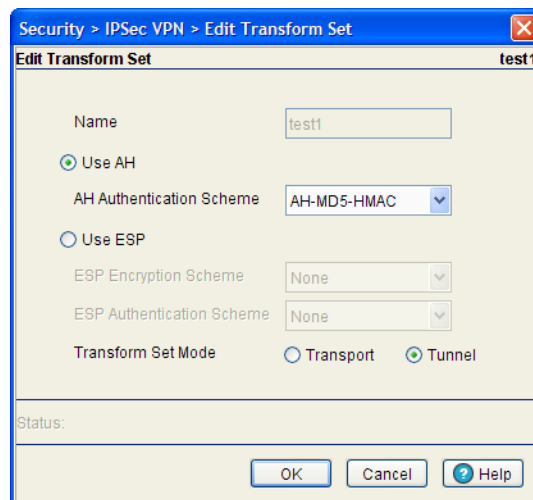 Security > IPSec VPN > Edit Transform Set
Edit Transform Set test1
Name test1
Use AH
AH Authentication Scheme AH-MD5-HMAC
Use ESP
ESP Encryption Scheme None
ESP Authentication Scheme None
Transform Set Mode Transport Tunnel
Status:
OK Cancel ? Help